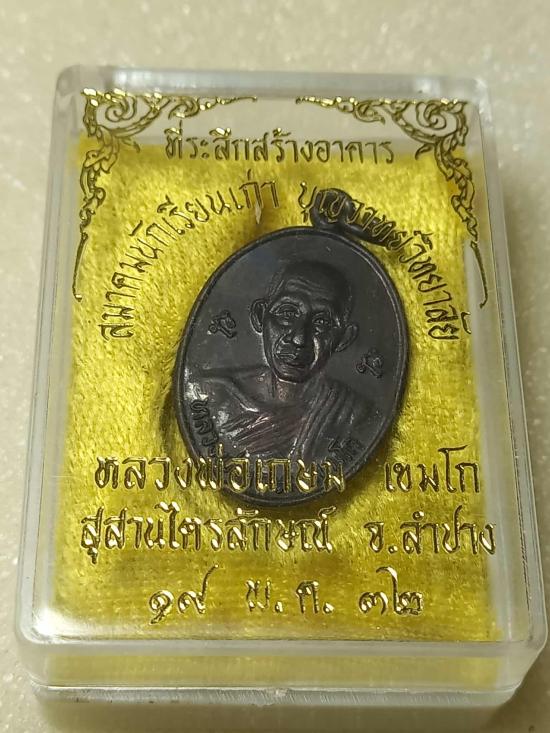 ที่ระลึกสร้างอาคาร
สมาคมนักเรียนเก่า บุญวาทย์วิทยาลัย
หลวงพ่อเกษม เขมโก
สุสานไตรลักษณ์ จ.ลำปาง
๑๙ ม.ค. ๓๒